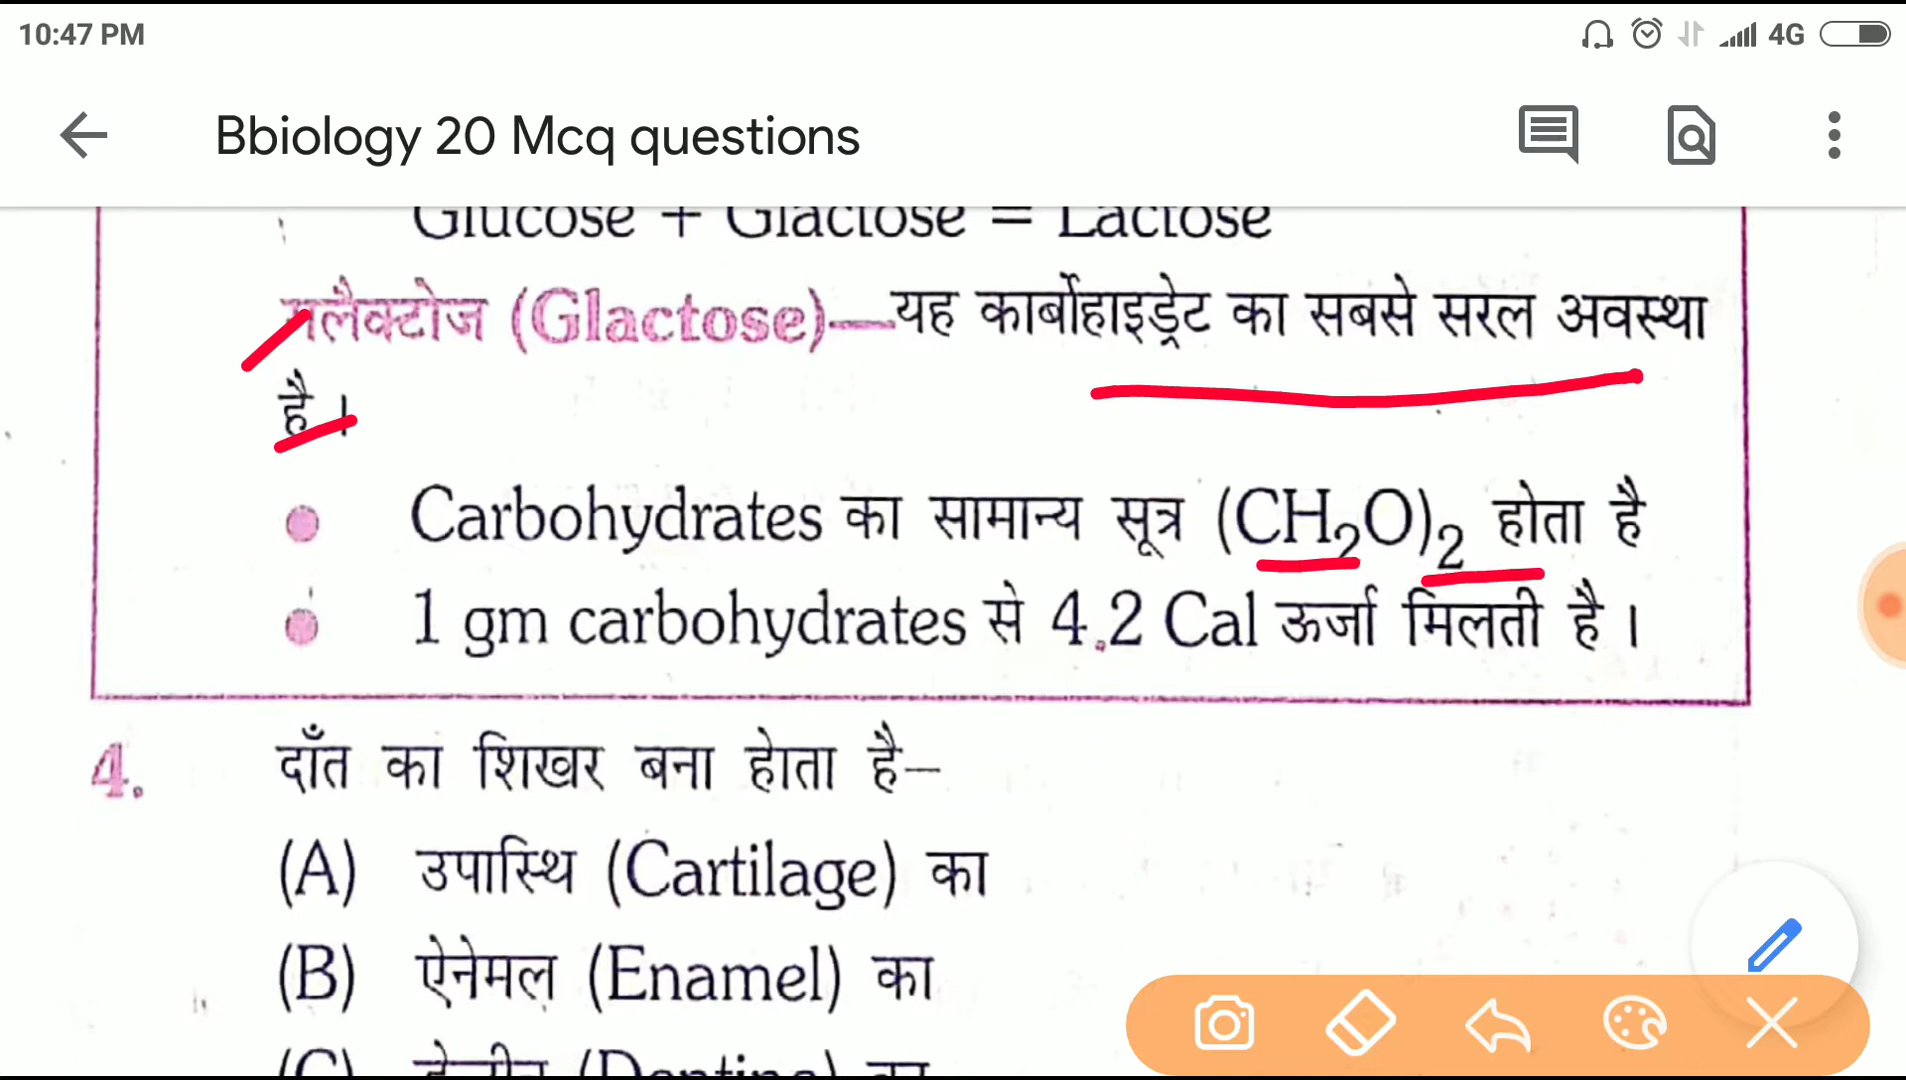 10:47 PM
4G
Bbiology 20 Mcq questions
Glucose + Glactose = Lactose
गलैक्टोज (Glactose)—यह कार्बोहाइड्रेट का सबसे सरल अवस्था
है।
Carbohydrates का सामान्य सूत्र (CH₂O)₂ होता है
1 gm carbohydrates से 4.2 Cal ऊर्जा मिलती है।
4. दाँत का शिखर बना होता है–
(A) उपास्थि (Cartilage) का
(B) ऐनेमल (Enamel) का
(C) डेन्टीन (Dentine) का